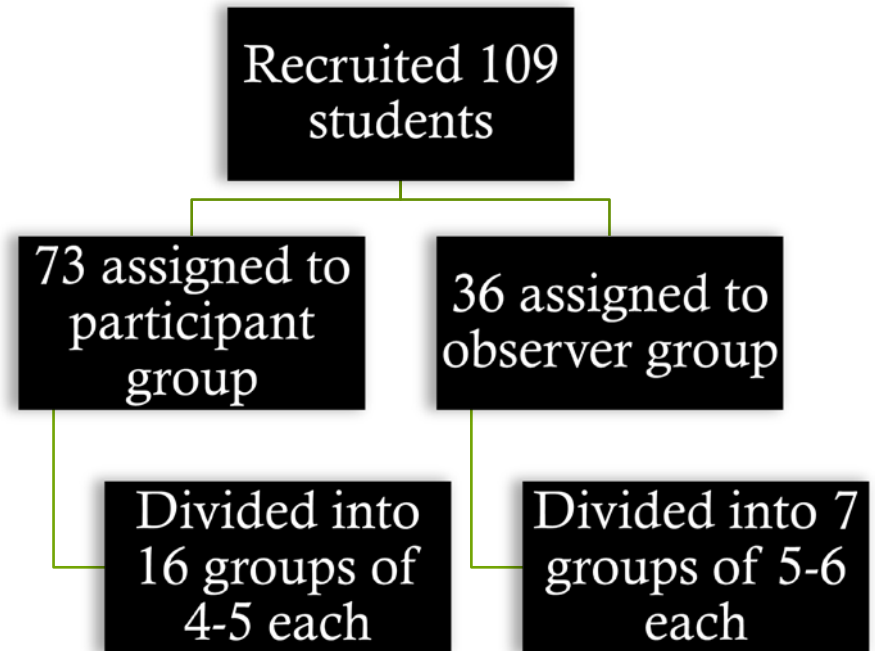 Recruited 109
students
73 assigned to
participant
group
36 assigned to
observer group
Divided into
16 groups of
4-5 each
Divided into 7
groups of 5-6
each